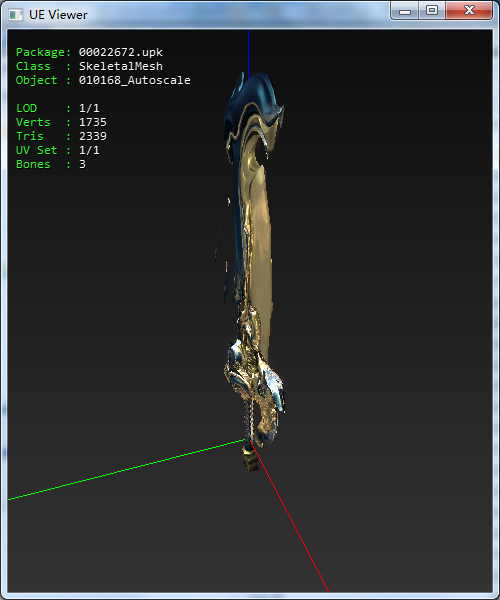 UE Viewer
Package: 00022672.upk
Class  : SkeletalMesh
Object : 010168_Autoscale
LOD    : 1/1
Verts  : 1735
Tris   : 2339
UV Set : 1/1
Bones  : 3